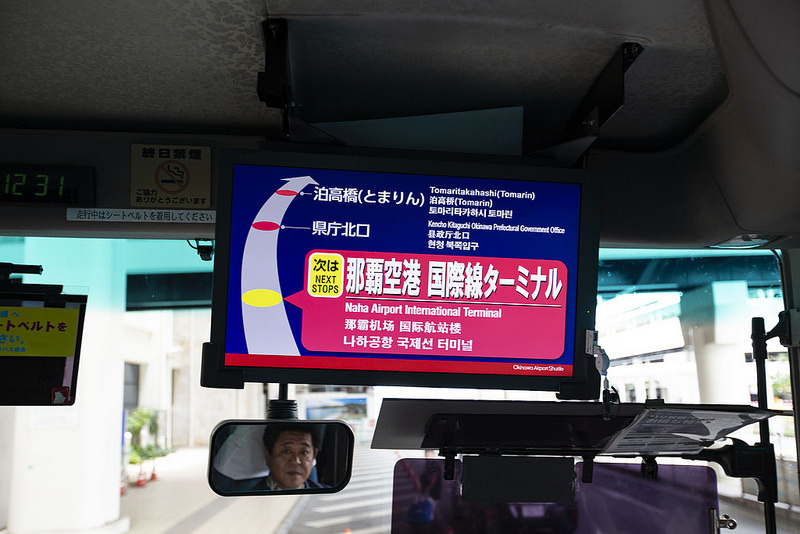 終日禁煙
ご協力
ありがとうございます
12 31
走行中はシートベルトを着用してください
泊高橋(とまりん)
Tomaritakahashi(Tomarin)
泊高桥(Tomarin)
토마리타카하시 토마린
県庁北口
Kencho Kitaguchi Okinawa Prefectural Government Office
县政厅北口
현청 북쪽입구
次は
NEXT
STOPS
那覇空港 国際線ターミナル
Naha Airport International Terminal
那霸机场 国际航站楼
나하공항 국제선 터미널
Okinawa Airport Shuttle
ートベルトを
さい。